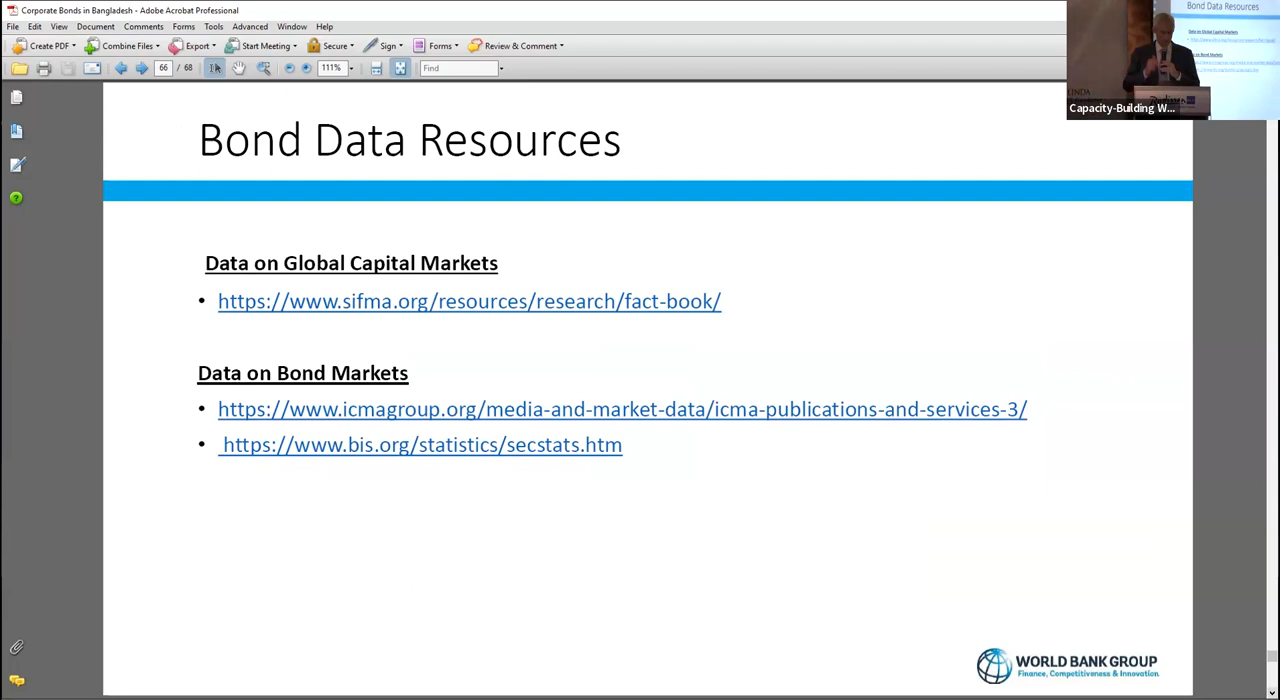 Corporate Bonds in Bangladesh - Adobe Acrobat Professional
File Edit View Document Comments Forms Tools Advanced Window Help
Create PDF Combine Files Export Start Meeting Secure Sign Forms Review & Comment
66 / 68 111% Find
Bond Data Resources
Capacity-Building W...
Bond Data Resources
Data on Global Capital Markets
• https://www.sifma.org/resources/research/fact-book/
Data on Bond Markets
• https://www.icmagroup.org/media-and-market-data/icma-publications-and-services-3/
• https://www.bis.org/statistics/secstats.htm
WORLD BANK GROUP
Finance, Competitiveness & Innovation